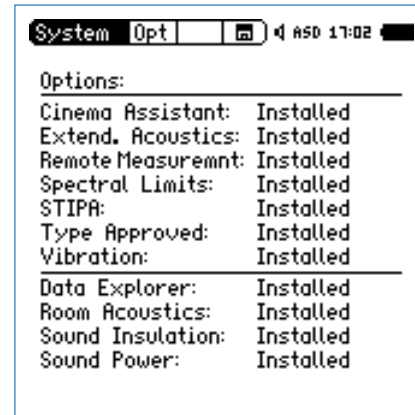 System Opt ASD 17:02
Options:
Cinema Assistant: Installed
Extend. Acoustics: Installed
Remote Measuremnt: Installed
Spectral Limits: Installed
STIPA: Installed
Type Approved: Installed
Vibration: Installed
Data Explorer: Installed
Room Acoustics: Installed
Sound Insulation: Installed
Sound Power: Installed